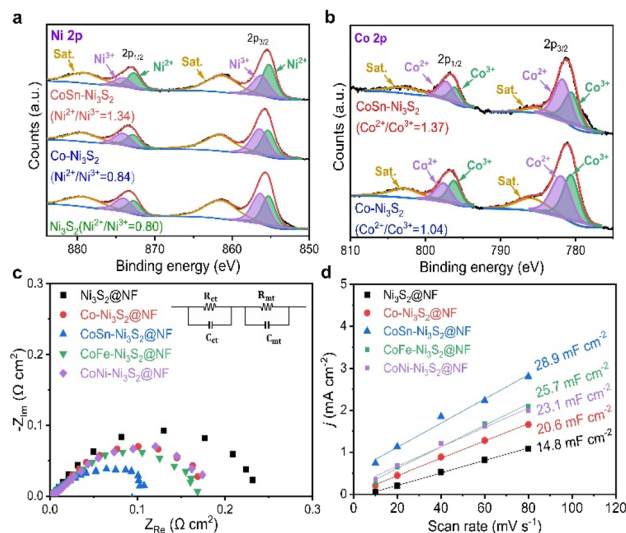 a
Ni 2p
2p₁/₂
2p₃/₂
Sat.
Ni³⁺
Ni²⁺
Sat.
Ni³⁺
Ni²⁺
CoSn-Ni₃S₂
(Ni²⁺/Ni³⁺=1.34)
Co-Ni₃S₂
(Ni²⁺/Ni³⁺=0.84)
Ni₃S₂(Ni²⁺/Ni³⁺=0.80)
Counts (a.u.)
880 870 860 850
Binding energy (eV)
b
Co 2p
2p₁/₂
2p₃/₂
Sat.
Co²⁺
Co³⁺
Sat.
Co²⁺
Co³⁺
CoSn-Ni₃S₂
(Co²⁺/Co³⁺=1.37)
Sat.
Co²⁺
Co³⁺
Sat.
Co²⁺
Co³⁺
Co-Ni₃S₂
(Co²⁺/Co³⁺=1.04)
Counts (a.u.)
810 800 790 780
Binding energy (eV)
c
-0.3
-0.2
-0.1
0.0
-Zim (Ω cm²)
Ni₃S₂@NF
Co-Ni₃S₂@NF
CoSn-Ni₃S₂@NF
CoFe-Ni₃S₂@NF
CoNi-Ni₃S₂@NF
Rct
Rmt
Cct
Cmt
0.0 0.1 0.2 0.3
ZRe (Ω cm²)
d
5
4
3
2
1
0
j (mA cm⁻²)
Ni₃S₂@NF
Co-Ni₃S₂@NF
CoSn-Ni₃S₂@NF
CoFe-Ni₃S₂@NF
CoNi-Ni₃S₂@NF
28.9 mF cm⁻²
25.7 mF cm⁻²
23.1 mF cm⁻²
20.6 mF cm⁻²
14.8 mF cm⁻²
0 20 40 60 80 100 120
Scan rate (mV s⁻¹)